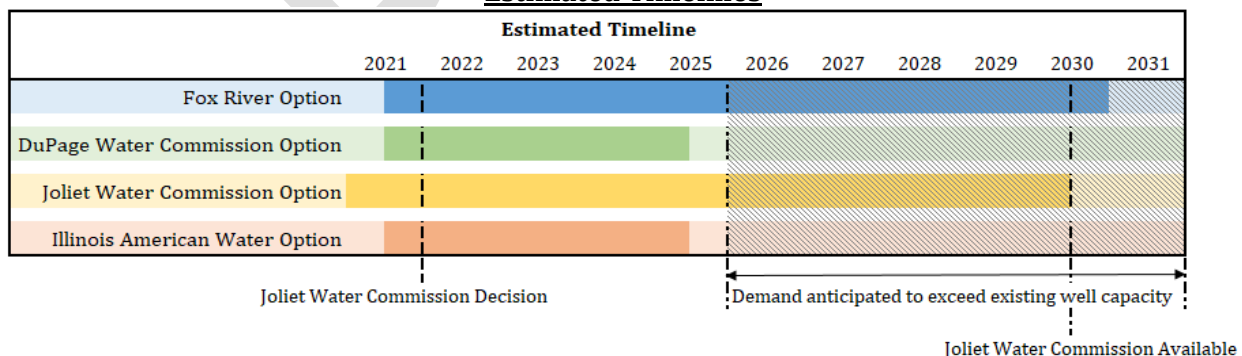 Estimated Timelines
Estimated Timeline
2021 2022 2023 2024 2025 2026 2027 2028 2029 2030 2031
Fox River Option
DuPage Water Commission Option
Joliet Water Commission Option
Illinois American Water Option
Joliet Water Commission Decision
Demand anticipated to exceed existing well capacity
Joliet Water Commission Available